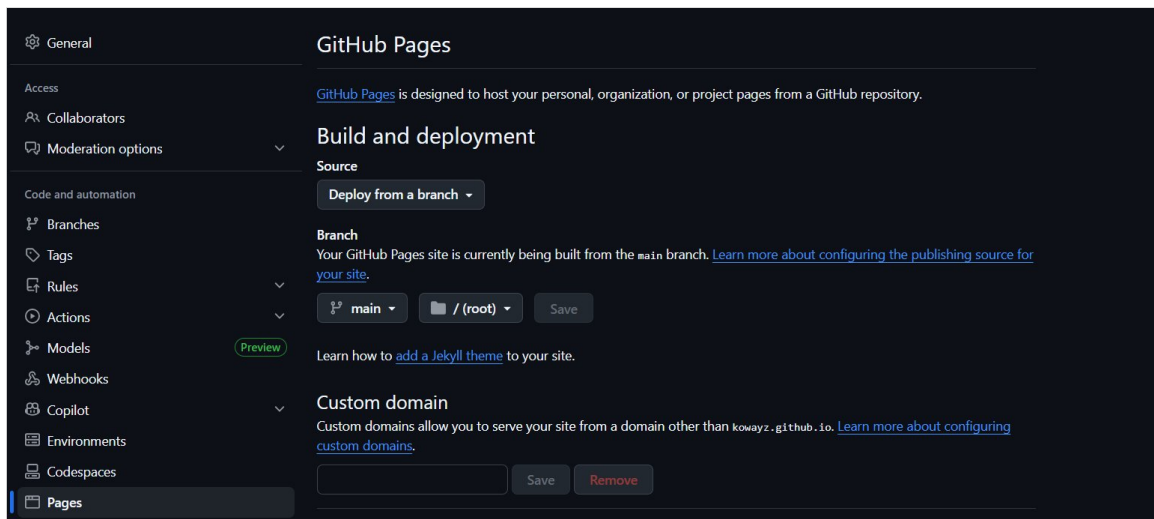 General
Access
Collaborators
Moderation options
Code and automation
Branches
Tags
Rules
Actions
Models
Preview
Webhooks
Copilot
Environments
Codespaces
Pages
GitHub Pages
GitHub Pages is designed to host your personal, organization, or project pages from a GitHub repository.
Build and deployment
Source
Deploy from a branch
Branch
Your GitHub Pages site is currently being built from the main branch. Learn more about configuring the publishing source for
your site.
main / (root) Save
Learn how to add a Jekyll theme to your site.
Custom domain
Custom domains allow you to serve your site from a domain other than kowayz.github.io. Learn more about configuring
custom domains.
Save Remove